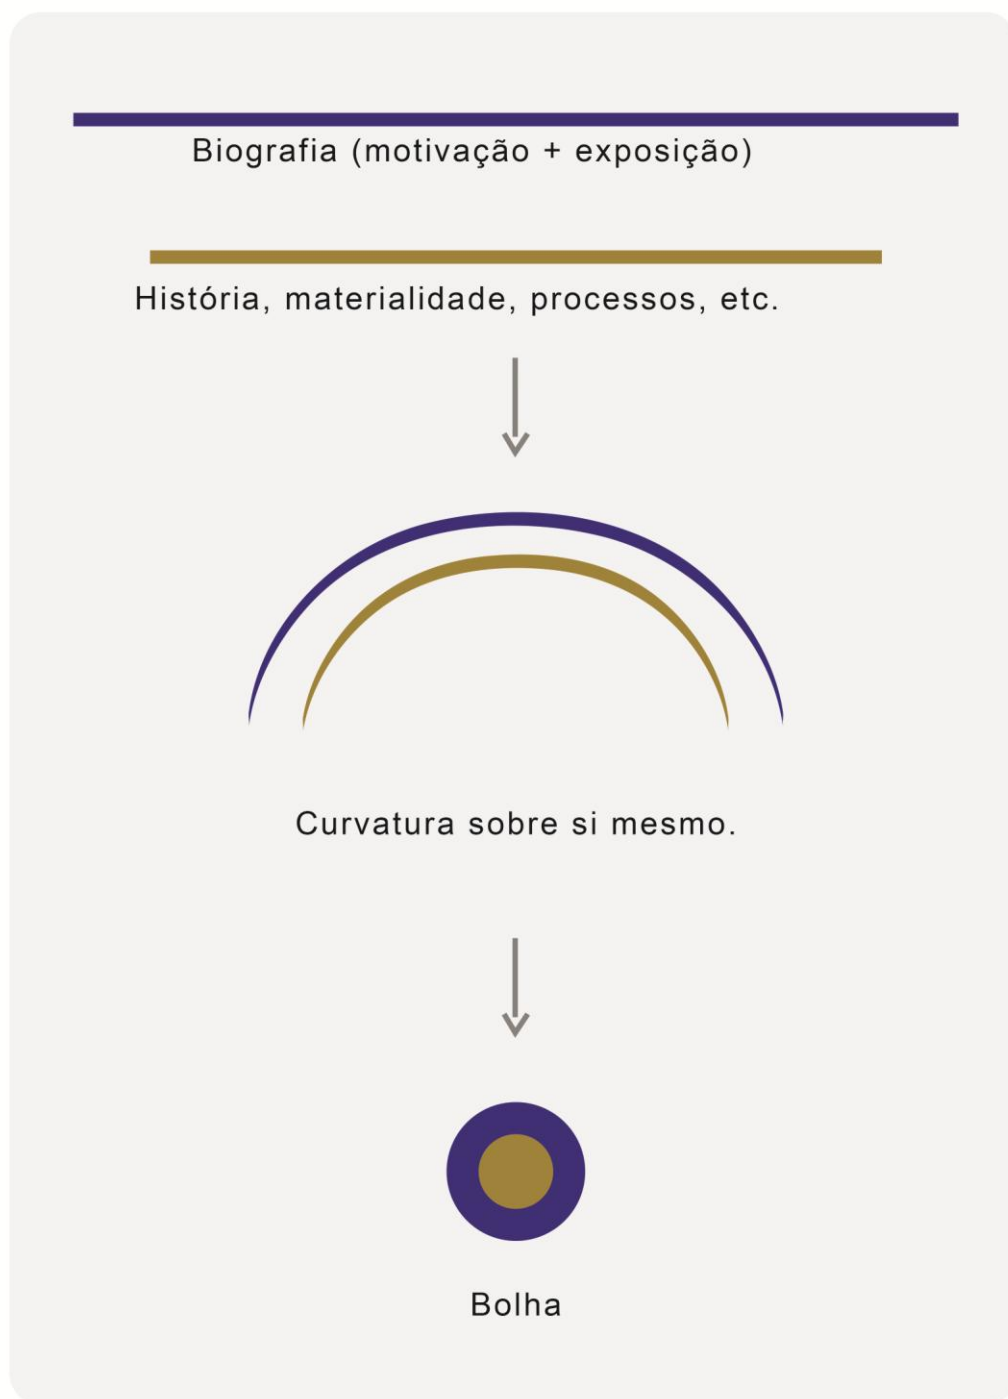 Biografia (motivação + exposição)
História, materialidade, processos, etc.
Curvatura sobre si mesmo.
Bolha